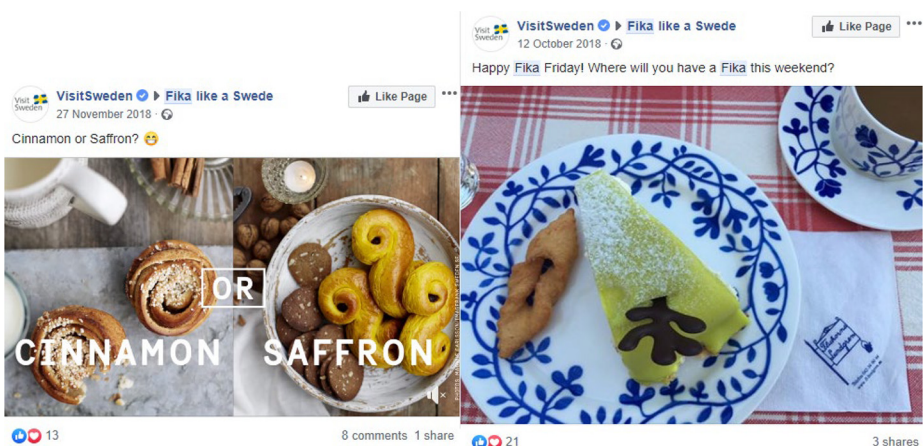 Visit
Sweden
VisitSweden Fika like a Swede
27 November 2018
Like Page
Cinnamon or Saffron? 😁
CINNAMON
OR
SAFFRON
13
8 comments 1 share
Visit
Sweden
VisitSweden Fika like a Swede
12 October 2018
Like Page
Happy Fika Friday! Where will you have a Fika this weekend?
21
3 shares